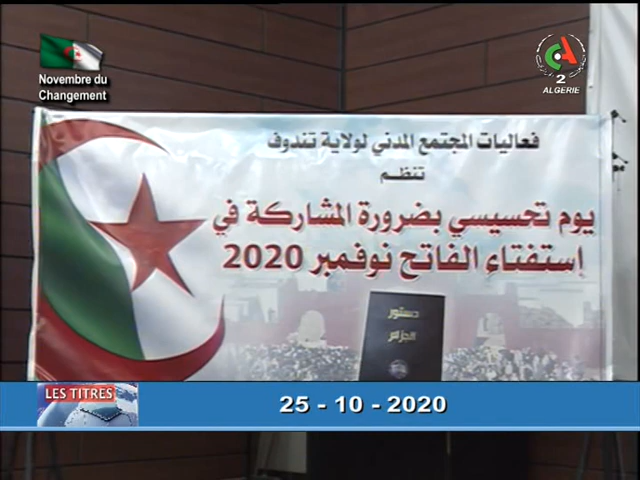 Novembre du
Changement
2
ALGERIE
فعاليات المجتمع المدني لولاية تندوف
تنظم
يوم تحسيسي بضرورة المشاركة في
إستفتاء الفاتح نوفمبر 2020
دستور
الجزائر
LES TITRES
25 - 10 - 2020